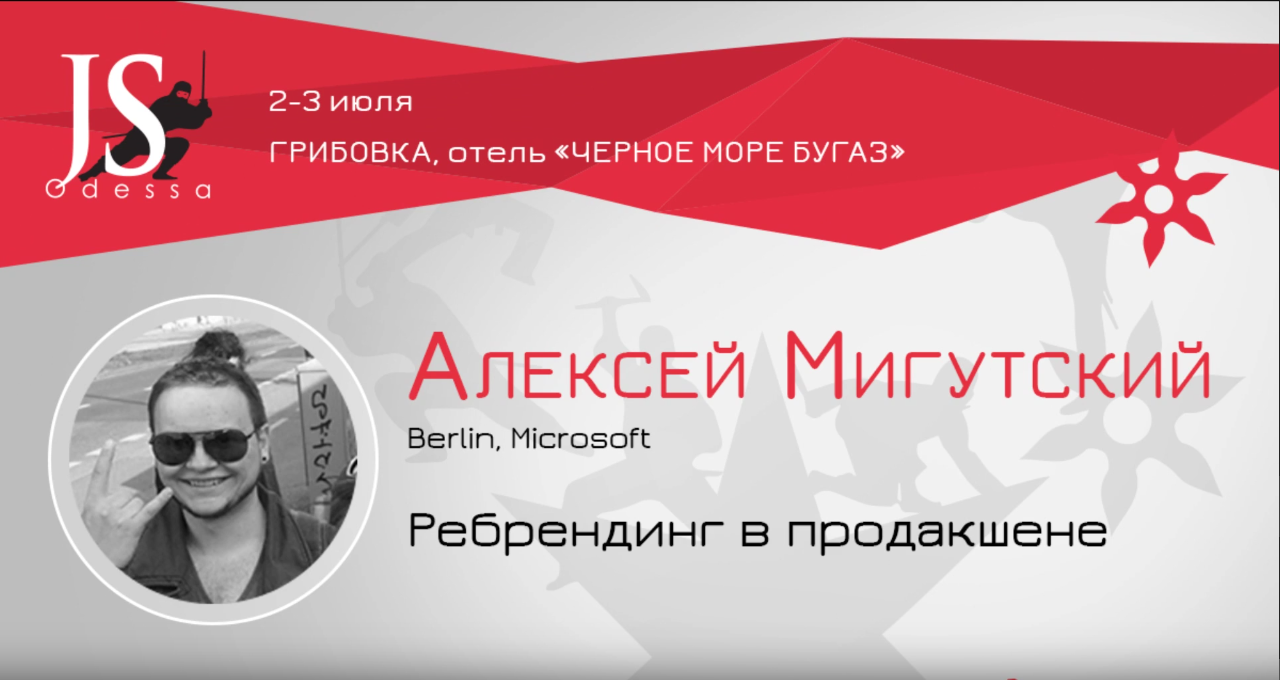 JS
Odessa
2-3 июля
ГРИБОВКА, отель «ЧЕРНОЕ МОРЕ БУГАЗ»
Алексей Мигутский
Berlin, Microsoft
Ребрендинг в продакшене